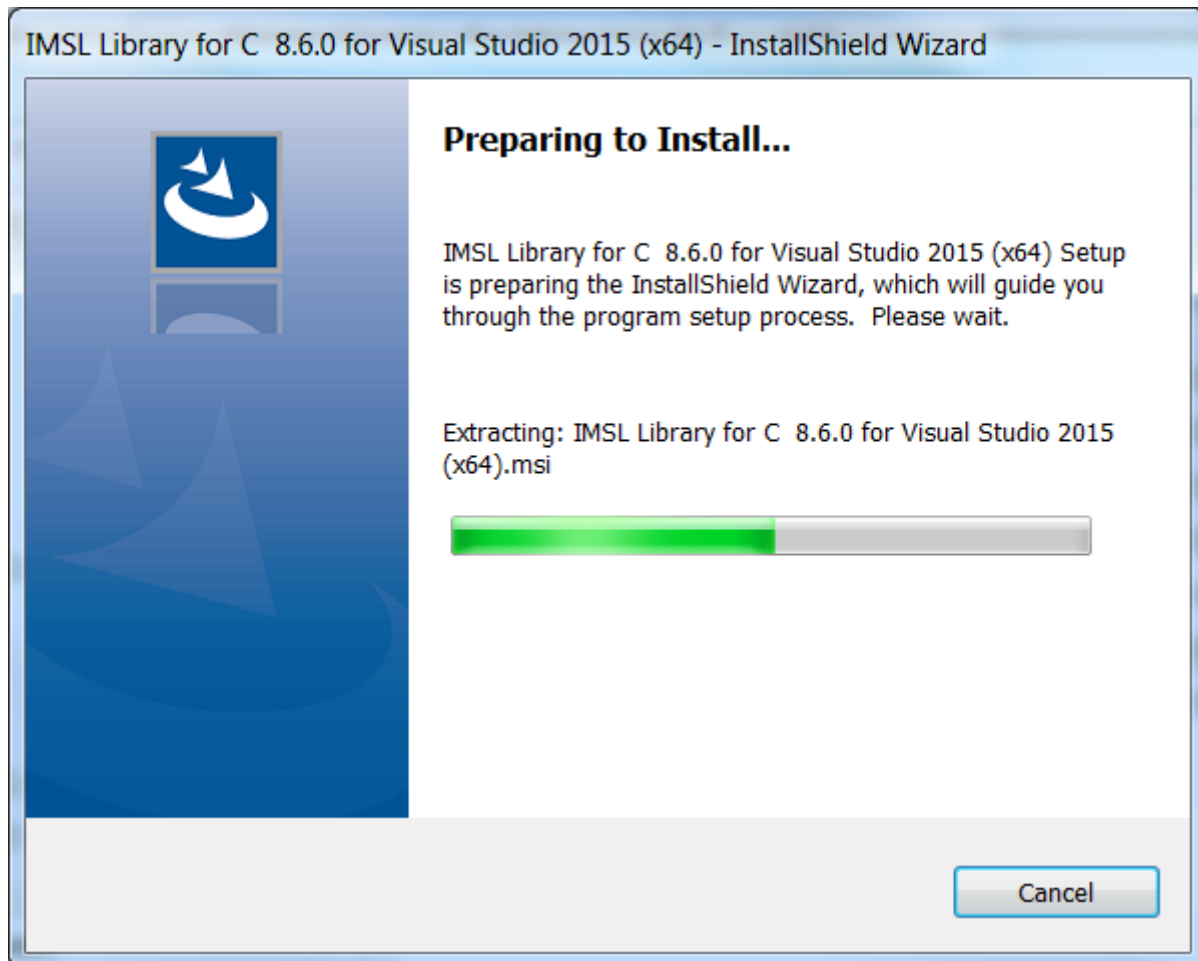 IMSL Library for C  8.6.0 for Visual Studio 2015 (x64) - InstallShield Wizard
Preparing to Install...
IMSL Library for C  8.6.0 for Visual Studio 2015 (x64) Setup
is preparing the InstallShield Wizard, which will guide you
through the program setup process.  Please wait.
Extracting: IMSL Library for C  8.6.0 for Visual Studio 2015
(x64).msi
Cancel